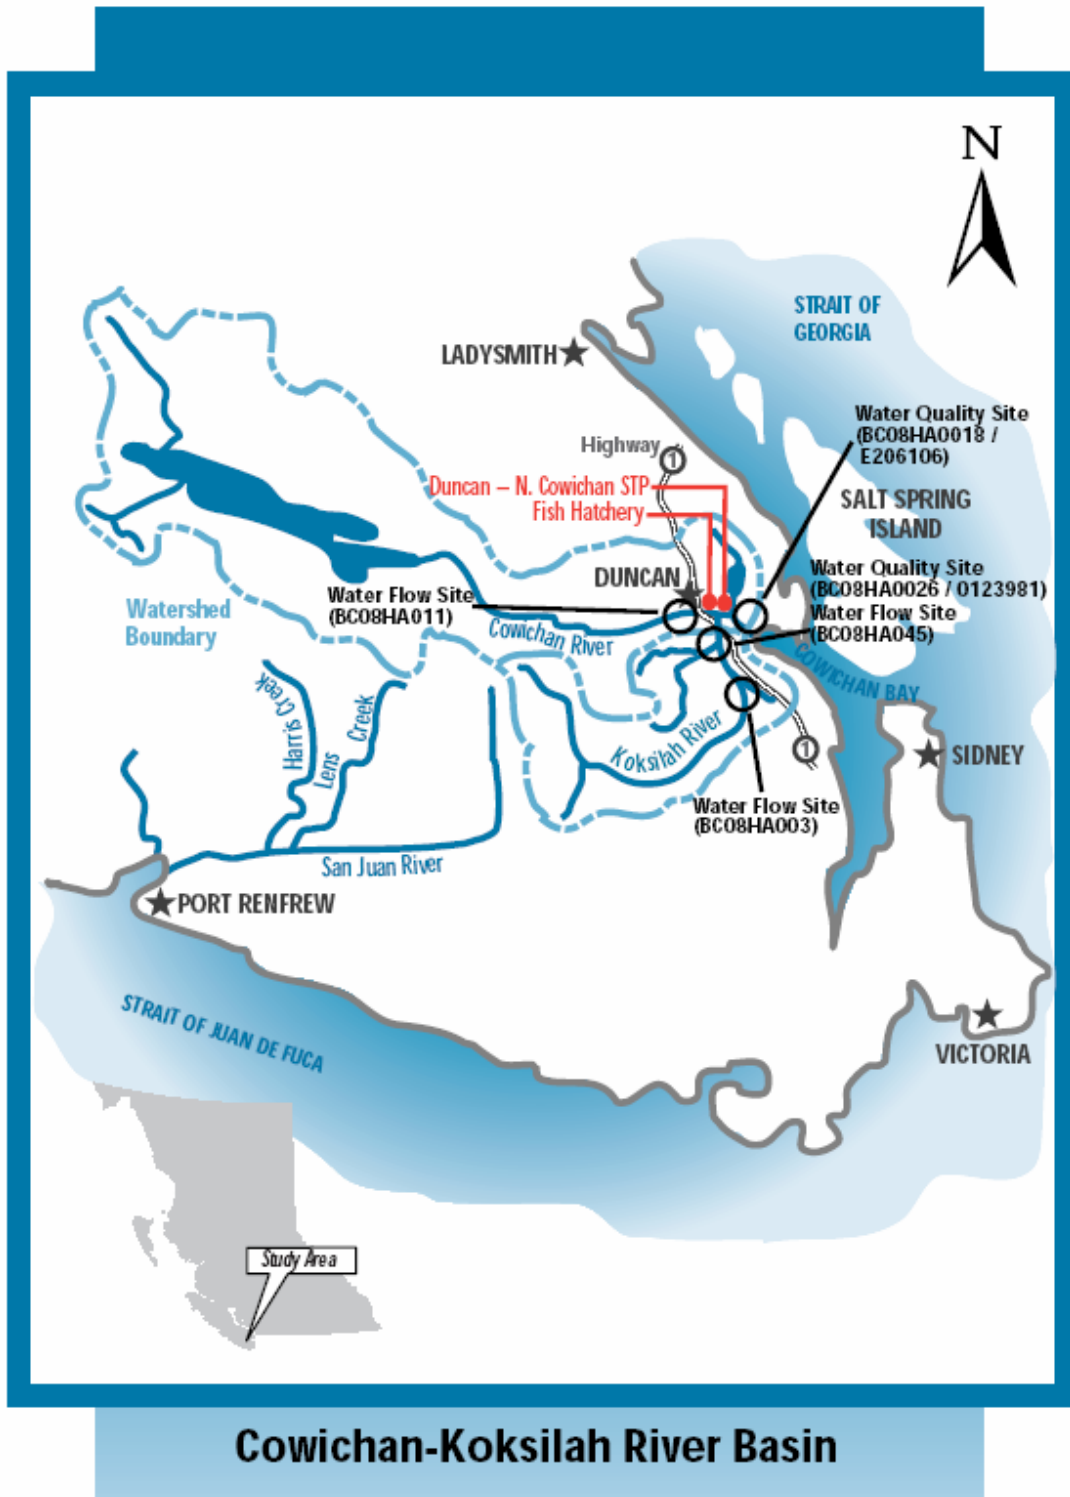 N
STRAIT OF
GEORGIA
LADYSMITH
Water Quality Site
(BC08HA0018 /
E206106)
Highway
1
Duncan – N. Cowichan STP
Fish Hatchery
SALT SPRING
ISLAND
DUNCAN
Water Quality Site
(BC08HA0026 / 0123981)
Water Flow Site
(BC08HA045)
Water Flow Site
(BC08HA011)
Watershed
Boundary
Cowichan River
COWICHAN BAY
Harris Creek
Lens
Creek
Koksilah River
1
SIDNEY
Water Flow Site
(BC08HA003)
San Juan River
PORT RENFREW
STRAIT OF JUAN DE FUCA
VICTORIA
Study Area
Cowichan-Koksilah River Basin